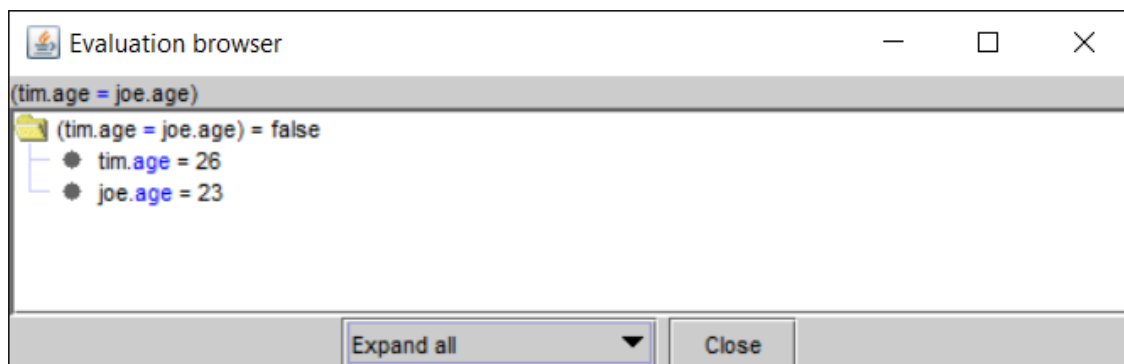 Evaluation browser
(tim.age = joe.age)
(tim.age = joe.age) = false
tim.age = 26
joe.age = 23
Expand all
Close